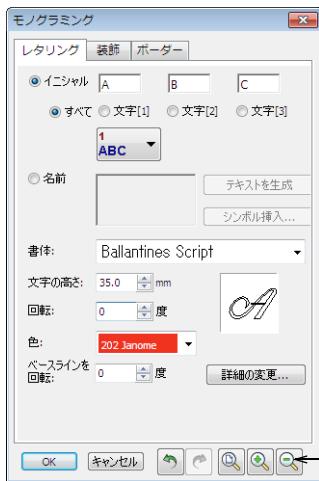 モノグラミング
レタリング 装飾 ボーダー
イニシャル A B C
すべて 文字[1] 文字[2] 文字[3]
1
ABC
名前
テキストを生成
シンボル挿入...
書体: Ballantines Script
文字の高さ: 35.0 mm
回転: 0 度
A
色: 202 Janome
ベースラインを
回転: 0 度 詳細の変更...
OK キャンセル